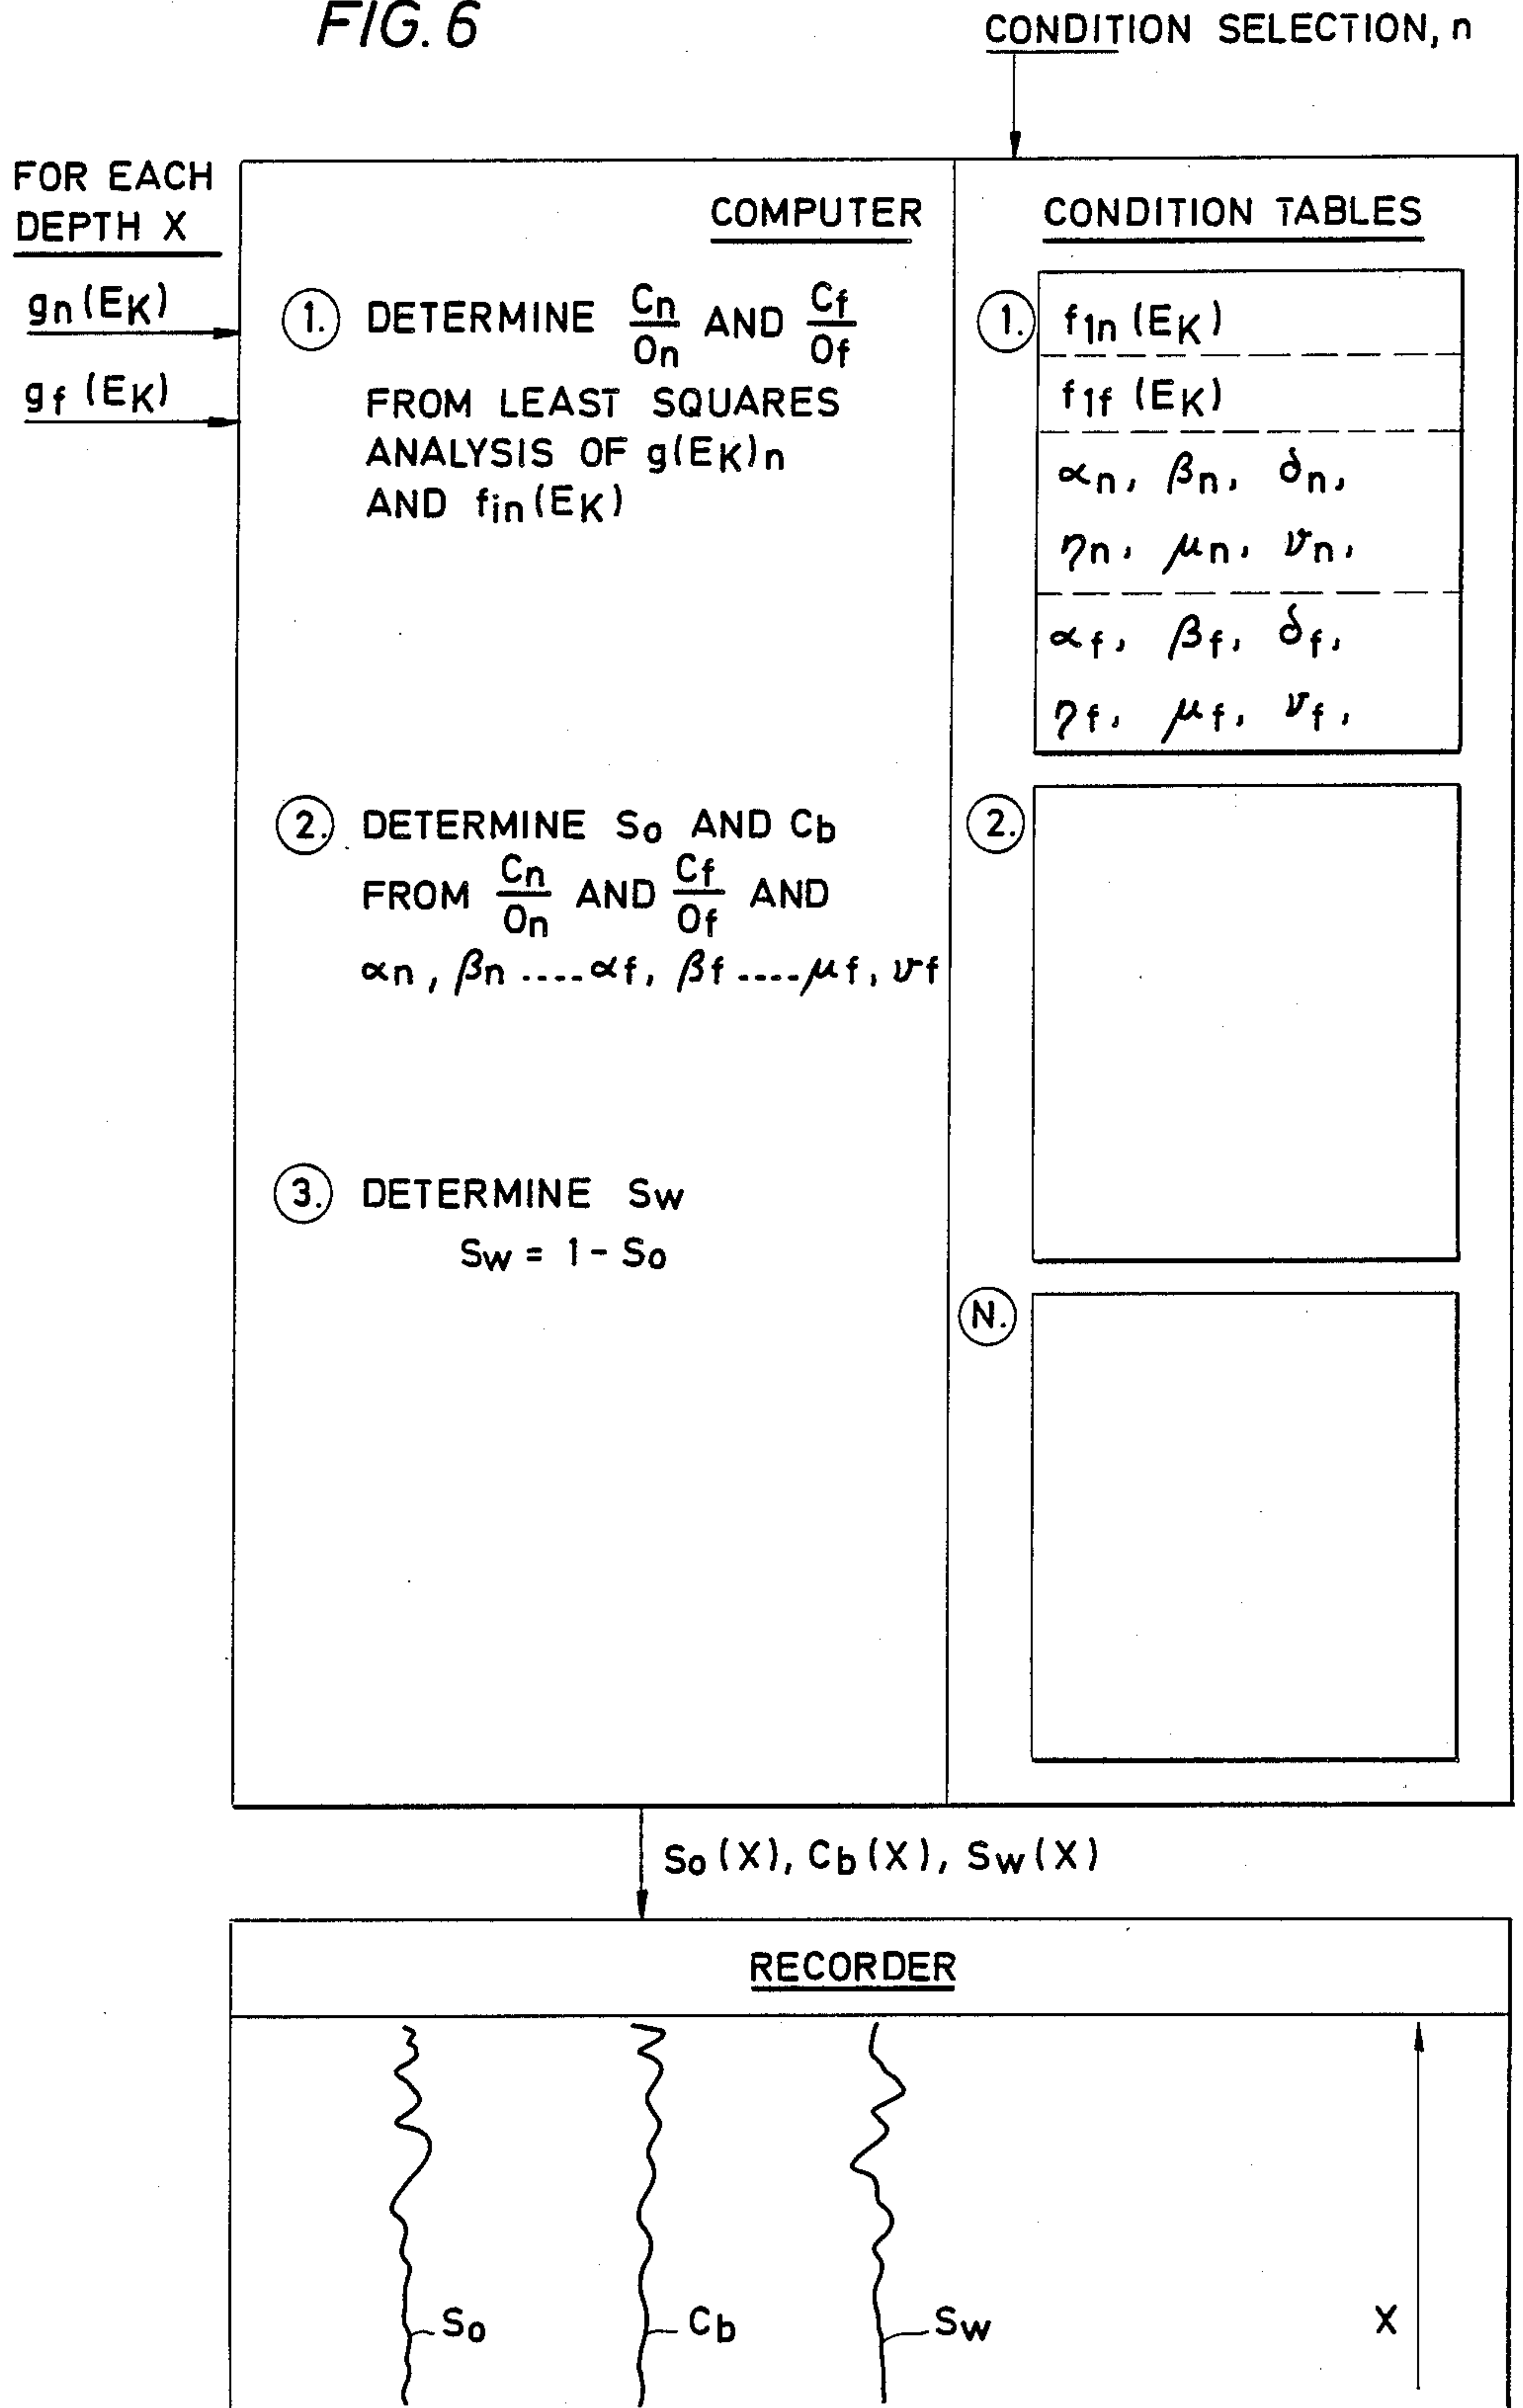 FIG. 6
CONDITION SELECTION, n
FOR EACH
DEPTH X
gn (EK)
gf (EK)
COMPUTER
1. DETERMINE Cn/On AND Cf/Of
FROM LEAST SQUARES
ANALYSIS OF g(EK)n
AND fin(EK)
2. DETERMINE So AND Cb
FROM Cn/On AND Cf/Of AND
αn, βn ....αf, βf ....μf, νf
3. DETERMINE Sw
Sw = 1 - So
CONDITION TABLES
1.
f1n (EK)
f1f (EK)
αn, βn, δn,
ηn, μn, νn,
αf, βf, δf,
ηf, μf, νf,
2.
N.
So (X), Cb (X), Sw (X)
RECORDER
So
Cb
Sw
X